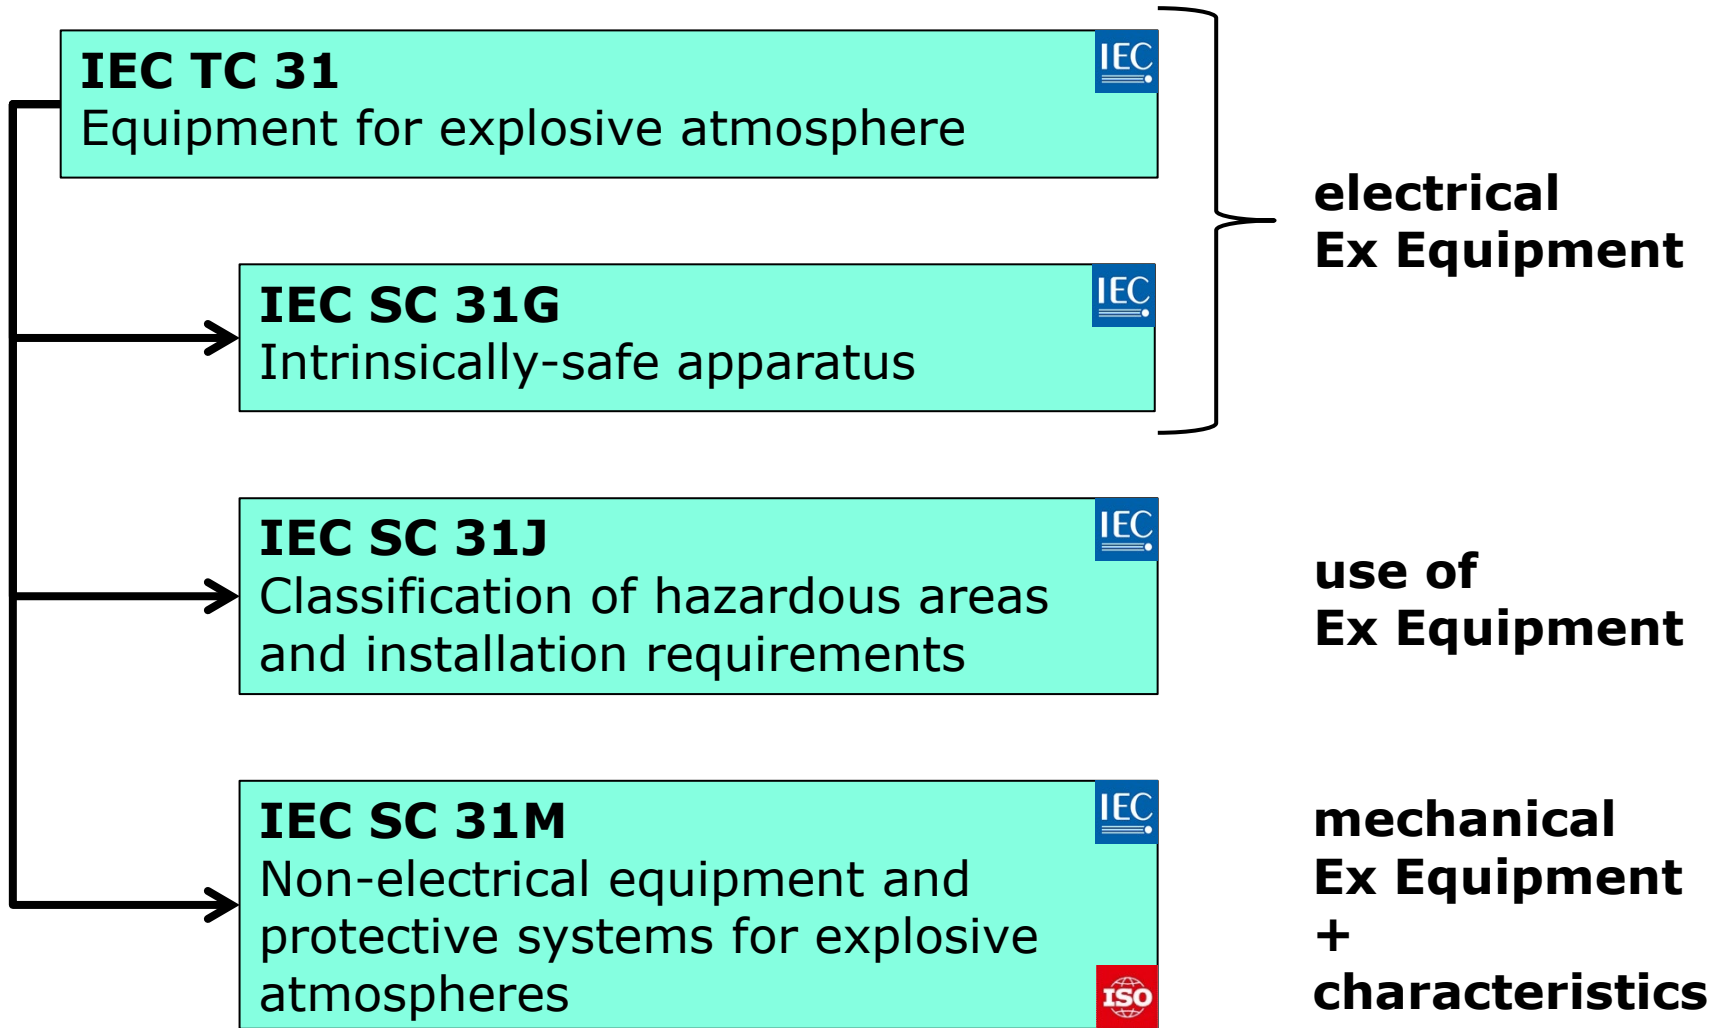 IEC TC 31
IEC
Equipment for explosive atmosphere
electrical
Ex Equipment
IEC SC 31G
IEC
Intrinsically-safe apparatus
IEC SC 31J
IEC
Classification of hazardous areas
and installation requirements
use of
Ex Equipment
IEC SC 31M
IEC
Non-electrical equipment and
protective systems for explosive
atmospheres
ISO
mechanical
Ex Equipment
+
characteristics